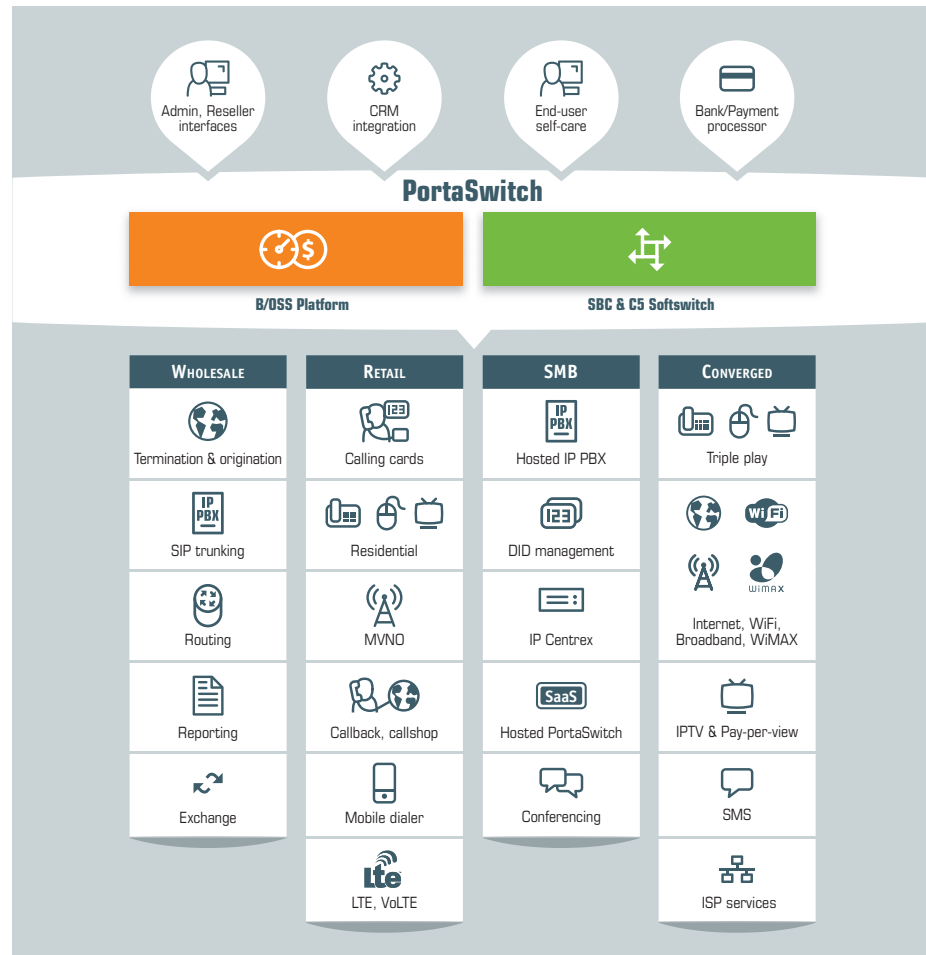 Admin, Reseller
interfaces
CRM
integration
End-user
self-care
Bank/Payment
processor
PortaSwitch
$
B/OSS Platform
SBC & C5 Softswitch
WHOLESALE
Termination & origination
IP
PBX
SIP trunking
Routing
Reporting
Exchange
RETAIL
123
Calling cards
Residential
MVNO
Callback, callshop
Mobile dialer
Lte
LTE, VoLTE
SMB
IP
PBX
Hosted IP PBX
123
DID management
IP Centrex
SaaS
Hosted PortaSwitch
Conferencing
CONVERGED
Triple play
WiFi
WiMAX
Internet, WiFi,
Broadband, WiMAX
IPTV & Pay-per-view
SMS
ISP services